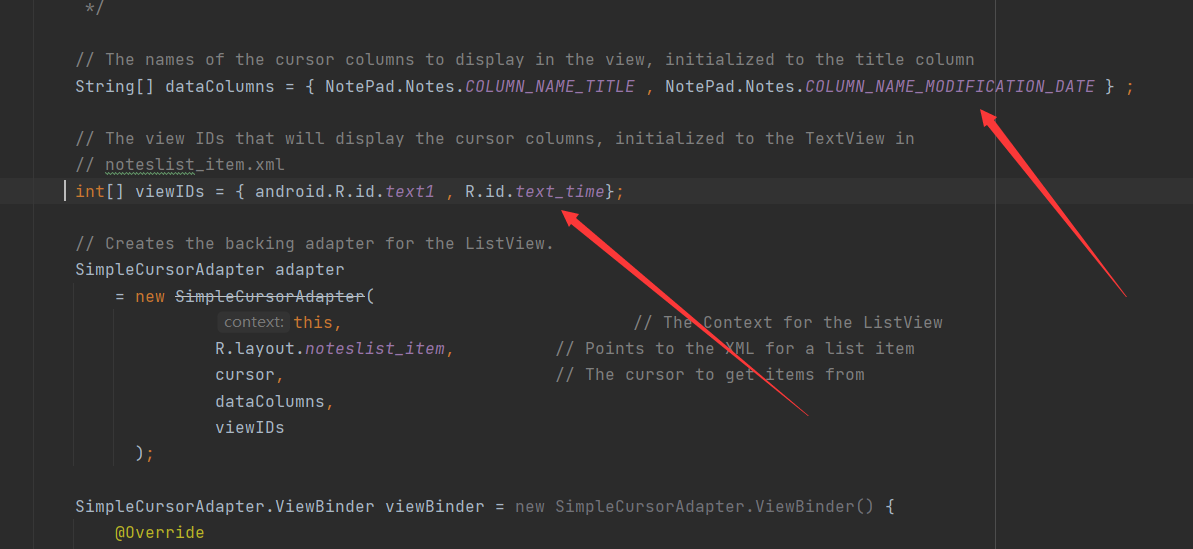 */
// The names of the cursor columns to display in the view, initialized to the title column
String[] dataColumns = { NotePad.Notes.COLUMN_NAME_TITLE , NotePad.Notes.COLUMN_NAME_MODIFICATION_DATE } ;
// The view IDs that will display the cursor columns, initialized to the TextView in
// noteslist_item.xml
int[] viewIDs = { android.R.id.text1 , R.id.text_time};
// Creates the backing adapter for the ListView.
SimpleCursorAdapter adapter
= new SimpleCursorAdapter(
context: this, // The Context for the ListView
R.layout.noteslist_item, // Points to the XML for a list item
cursor, // The cursor to get items from
dataColumns,
viewIDs
);
SimpleCursorAdapter.ViewBinder viewBinder = new SimpleCursorAdapter.ViewBinder() {
@Override